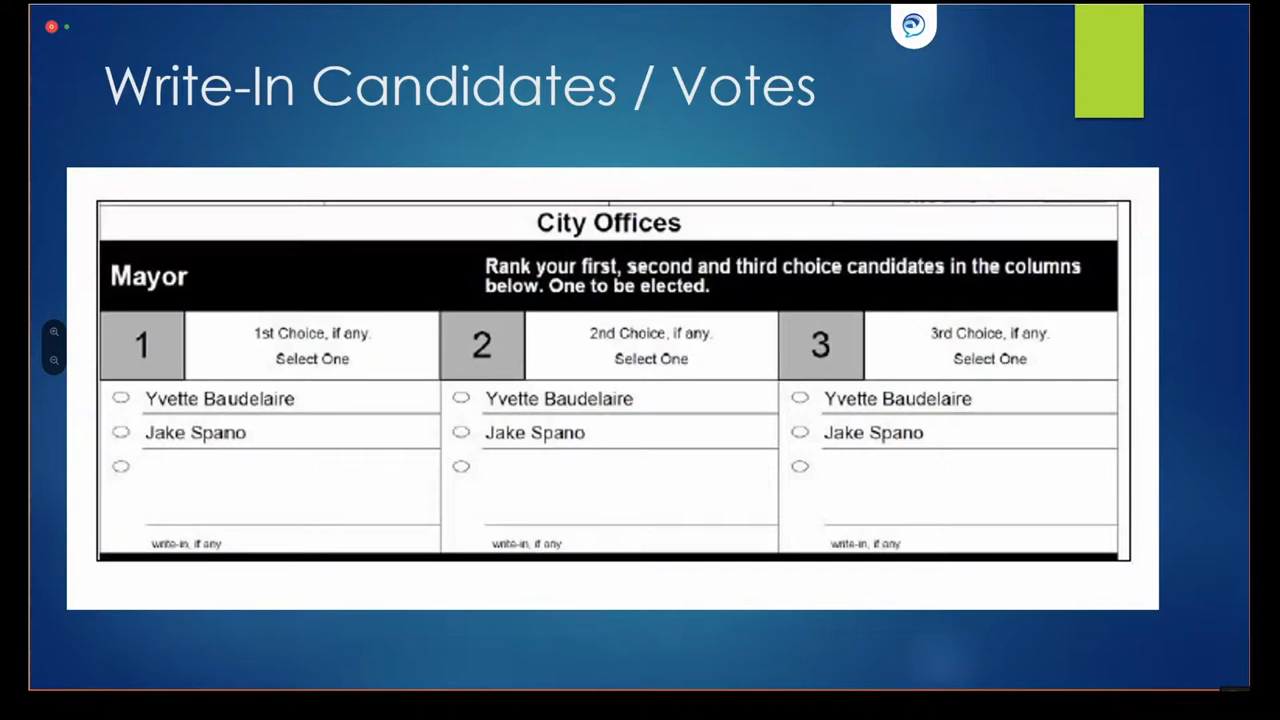 Write-In Candidates / Votes
City Offices
Mayor
Rank your first, second and third choice candidates in the columns
below. One to be elected.
1
1st Choice, if any.
Select One
2
2nd Choice, if any.
Select One
3
3rd Choice, if any.
Select One
Yvette Baudelaire
Jake Spano
write-in, if any
Yvette Baudelaire
Jake Spano
write-in, if any
Yvette Baudelaire
Jake Spano
write-in, if any